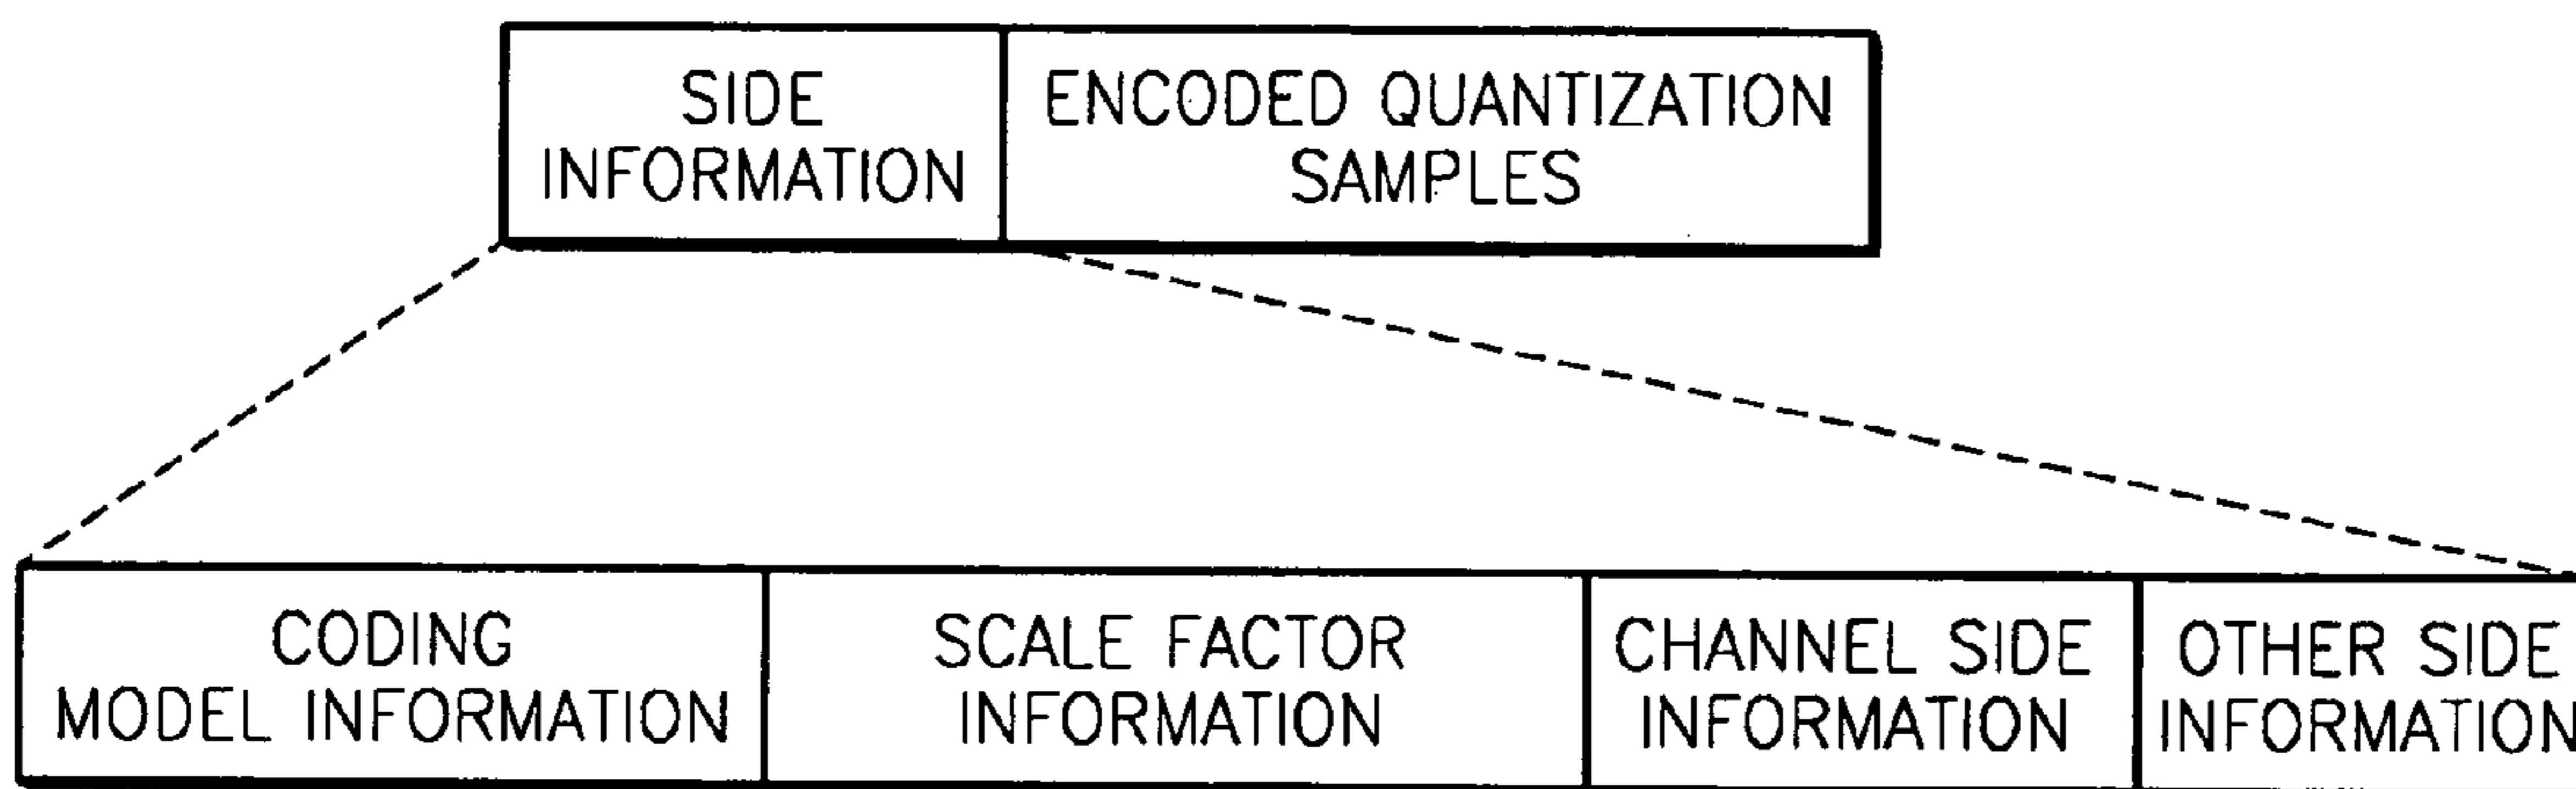 SIDE
INFORMATION
ENCODED QUANTIZATION
SAMPLES
CODING
MODEL INFORMATION
SCALE FACTOR
INFORMATION
CHANNEL SIDE
INFORMATION
OTHER SIDE
INFORMATION